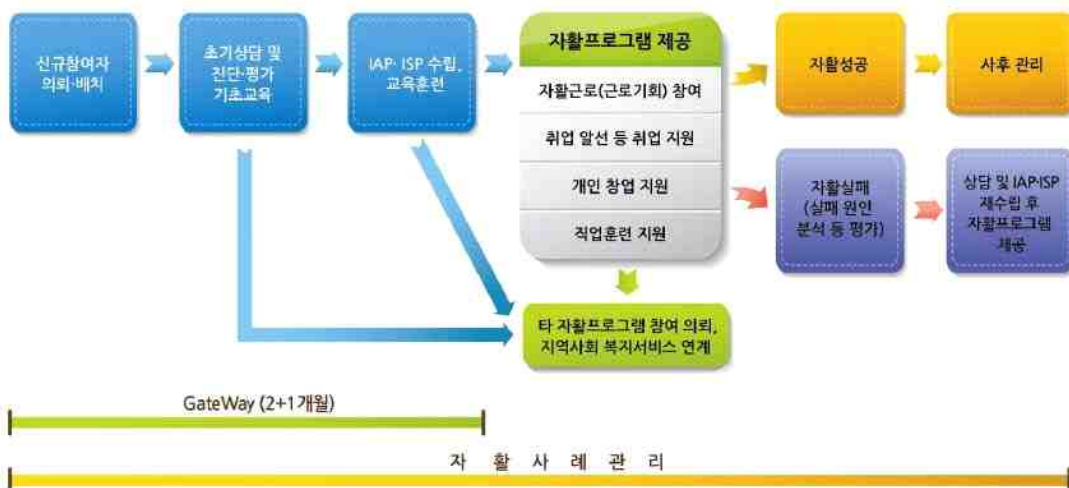 신규참여자
의뢰·배치
초기상담 및
진단·평가
기초교육
IAP· ISP 수립,
교육훈련
자활프로그램 제공
자활근로(근로기회) 참여
취업 알선 등 취업 지원
개인 창업 지원
직업훈련 지원
자활성공
사후 관리
자활실패
(실패 원인
분석 등 평가)
상담 및 IAP·ISP
재수립 후
자활프로그램
제공
타 자활프로그램 참여 의뢰,
지역사회 복지서비스 연계
GateWay (2+1개월)
자 활 사 례 관 리